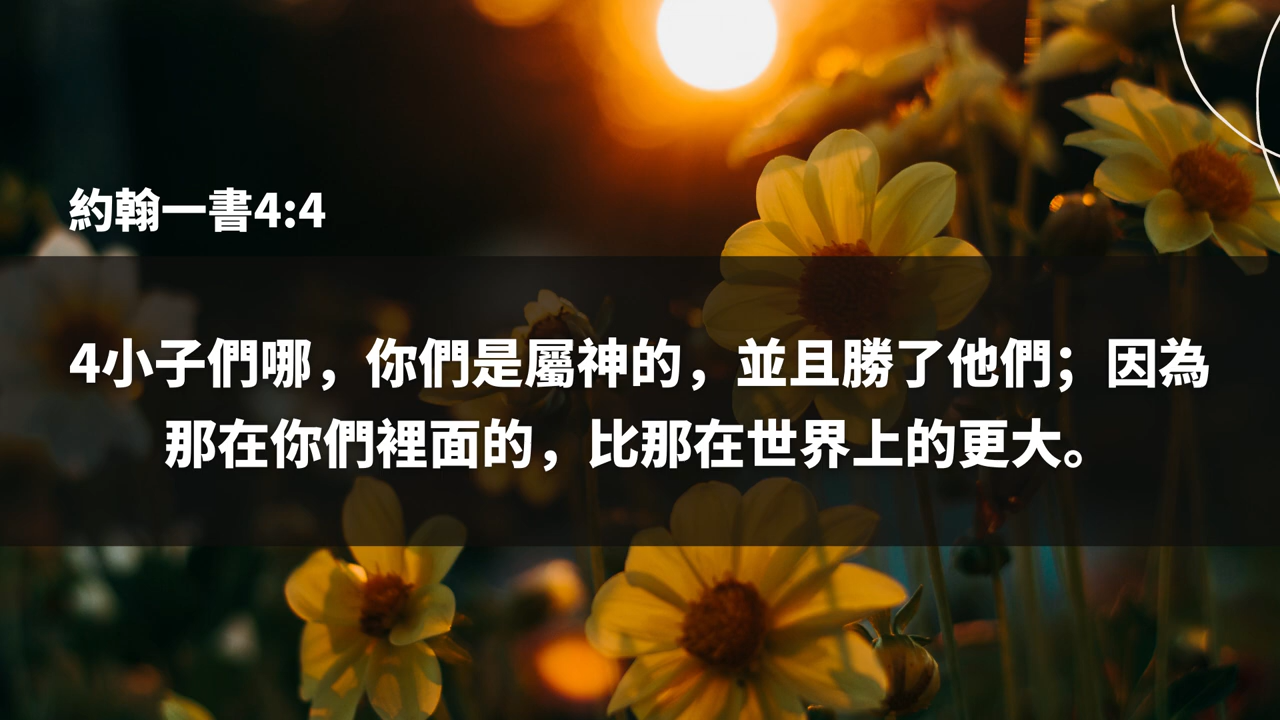 約翰一書4:4
4小子們哪，你們是屬神的，並且勝了他們；因為
那在你們裡面的，比那在世界上的更大。